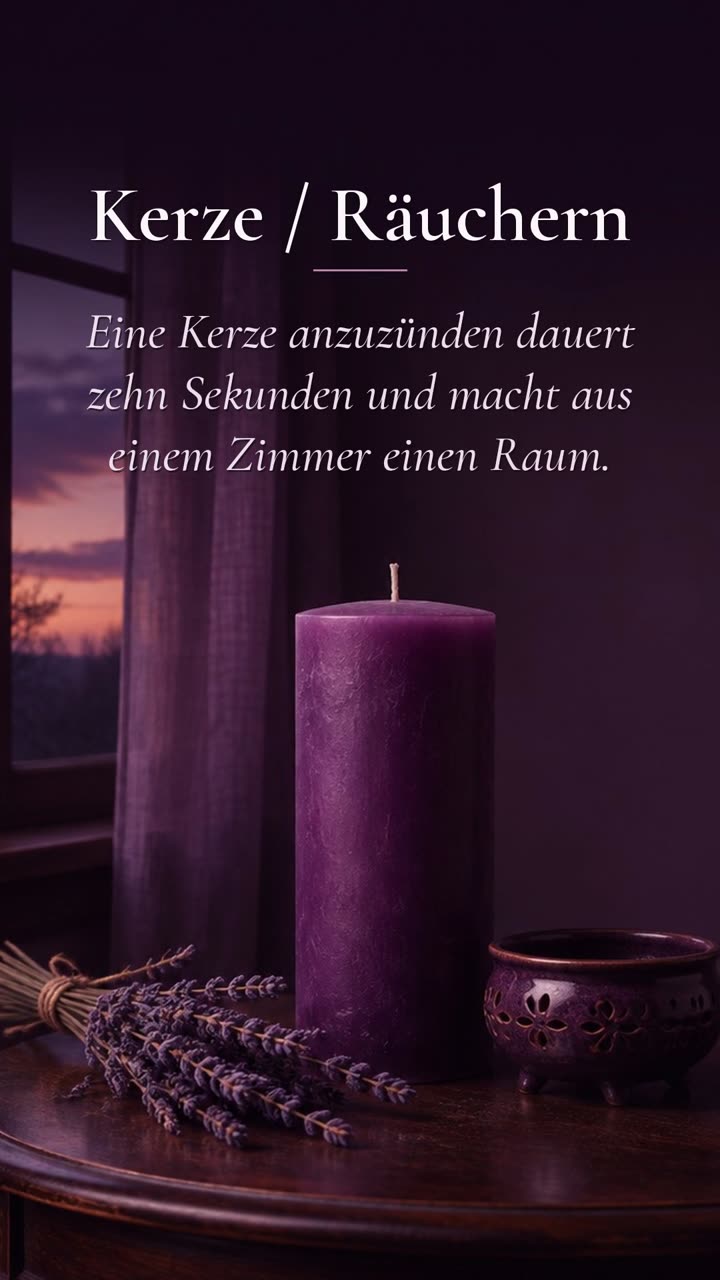 Kerze / Räuchern
Eine Kerze anzuzünden dauert
zehn Sekunden und macht aus
einem Zimmer einen Raum.